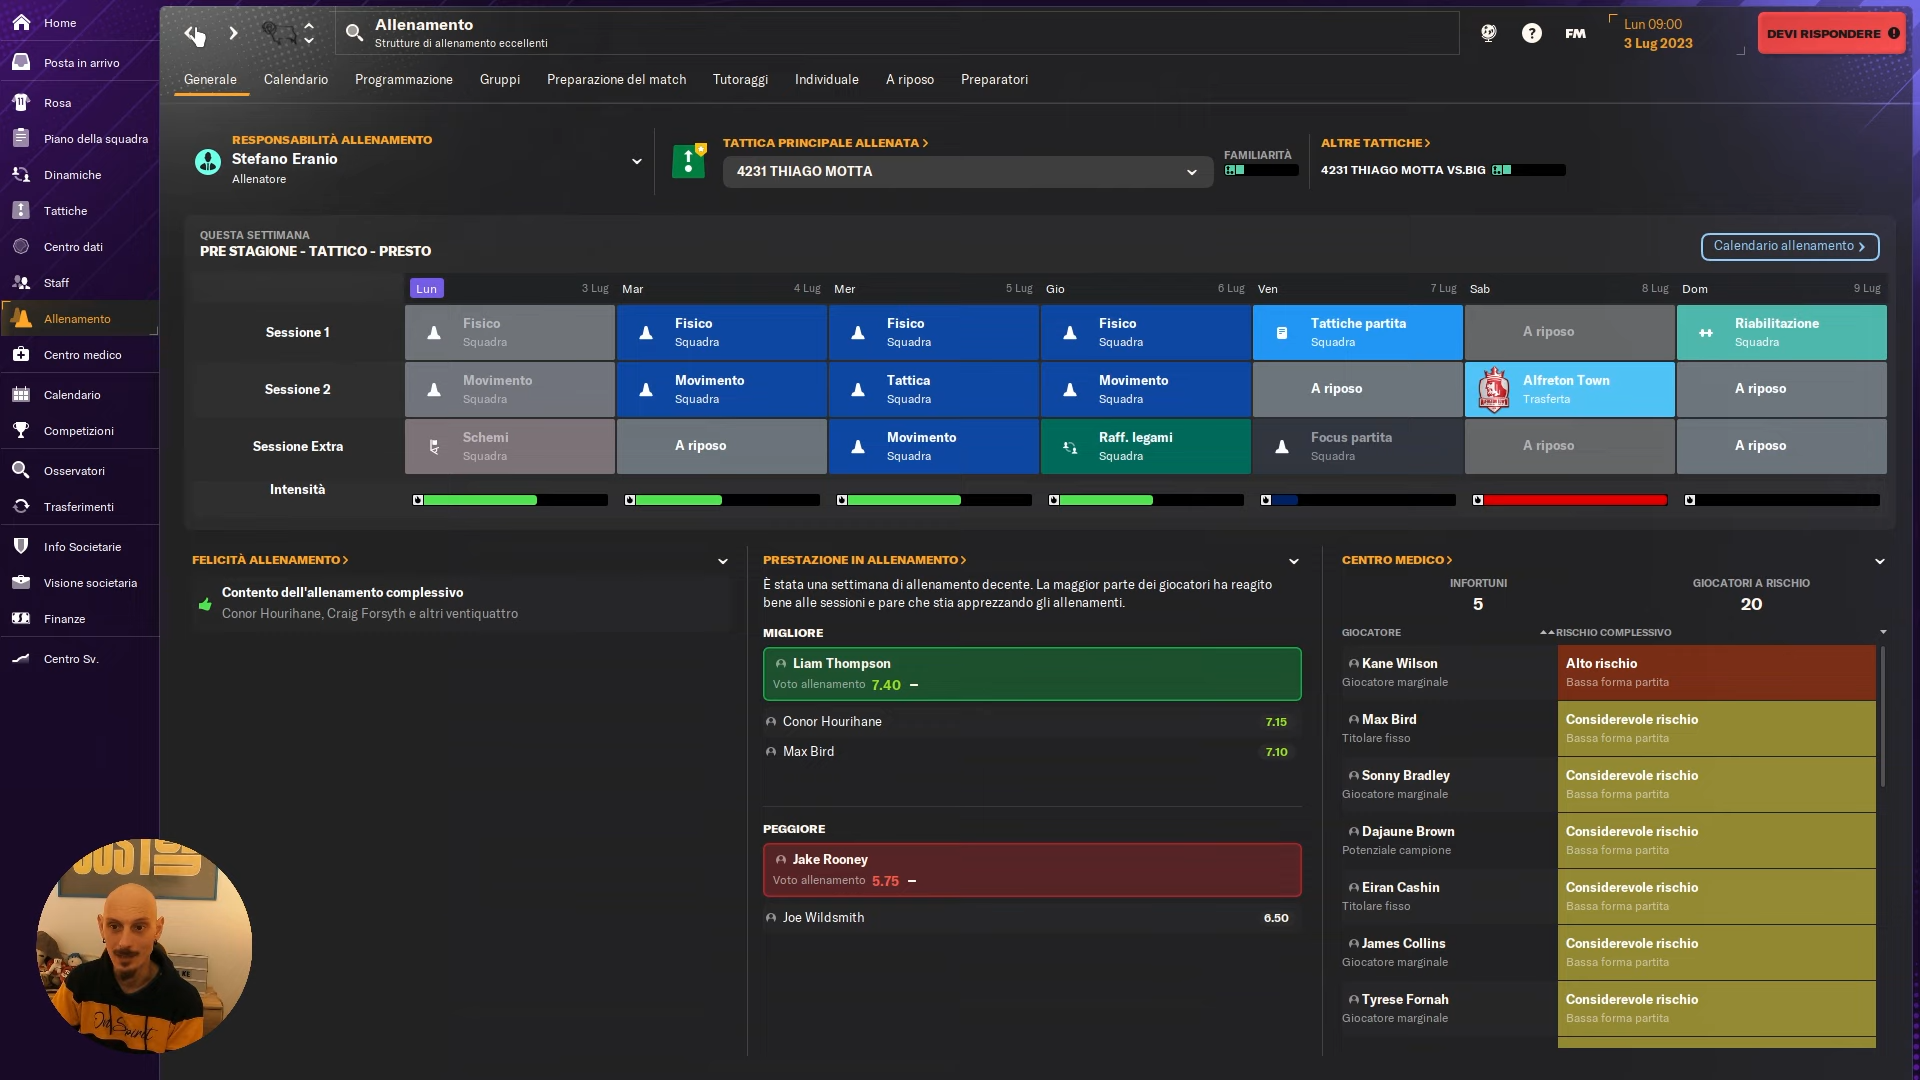 Home
Posta in arrivo
Rosa
Piano della squadra
Dinamiche
Tattiche
Centro dati
Staff
Allenamento
Centro medico
Calendario
Competizioni
Osservatori
Trasferimenti
Info Societarie
Visione societaria
Finanze
Centro Sv.
Allenamento
Strutture di allenamento eccellenti
FM
Lun 09:00
3 Lug 2023
DEVI RISPONDERE
Generale Calendario Programmazione Gruppi Preparazione del match Tutoraggi Individuale A riposo Preparatori
RESPONSABILITÀ ALLENAMENTO
Stefano Eranio
Allenatore
TATTICA PRINCIPALE ALLENATA >
4231 THIAGO MOTTA
FAMILIARITÀ
ALTRE TATTICHE >
4231 THIAGO MOTTA VS.BIG
QUESTA SETTIMANA
PRE STAGIONE - TATTICO - PRESTO
Calendario allenamento >
Lun 3 Lug Mar 4 Lug Mer 5 Lug Gio 6 Lug Ven 7 Lug Sab 8 Lug Dom 9 Lug
Sessione 1
Fisico Fisico Fisico Fisico Tattiche partita A riposo Riabilitazione
Squadra Squadra Squadra Squadra Squadra Squadra
Sessione 2
Movimento Movimento Tattica Movimento A riposo Alfreton Town A riposo
Squadra Squadra Squadra Squadra Trasferta
Sessione Extra
Schemi A riposo Movimento Raff. legami Focus partita A riposo A riposo
Squadra Squadra Squadra Squadra
Intensità
FELICITÀ ALLENAMENTO >
Contento dell'allenamento complessivo
Conor Hourihane, Craig Forsyth e altri ventiquattro
PRESTAZIONE IN ALLENAMENTO >
È stata una settimana di allenamento decente. La maggior parte dei giocatori ha reagito
bene alle sessioni e pare che stia apprezzando gli allenamenti.
MIGLIORE
Liam Thompson
Voto allenamento 7.40 –
Conor Hourihane 7.15
Max Bird 7.10
PEGGIORE
Jake Rooney
Voto allenamento 5.75 –
Joe Wildsmith 6.50
CENTRO MEDICO >
INFORTUNI GIOCATORI A RISCHIO
5 20
GIOCATORE RISCHIO COMPLESSIVO
Kane Wilson Alto rischio
Giocatore marginale Bassa forma partita
Max Bird Considerevole rischio
Titolare fisso Bassa forma partita
Sonny Bradley Considerevole rischio
Giocatore marginale Bassa forma partita
Dajaune Brown Considerevole rischio
Potenziale campione Bassa forma partita
Eiran Cashin Considerevole rischio
Titolare fisso Bassa forma partita
James Collins Considerevole rischio
Giocatore marginale Bassa forma partita
Tyrese Fornah Considerevole rischio
Giocatore marginale Bassa forma partita